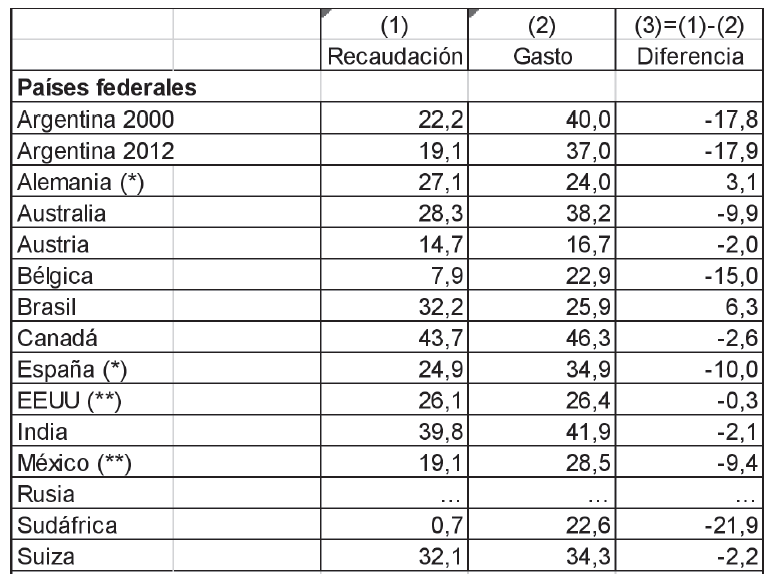 (1) (2) (3)=(1)-(2)
Recaudación Gasto Diferencia
Países federales
Argentina 2000 22,2 40,0 -17,8
Argentina 2012 19,1 37,0 -17,9
Alemania (*) 27,1 24,0 3,1
Australia 28,3 38,2 -9,9
Austria 14,7 16,7 -2,0
Bélgica 7,9 22,9 -15,0
Brasil 32,2 25,9 6,3
Canadá 43,7 46,3 -2,6
España (*) 24,9 34,9 -10,0
EEUU (**) 26,1 26,4 -0,3
India 39,8 41,9 -2,1
México (**) 19,1 28,5 -9,4
Rusia ... ... ...
Sudáfrica 0,7 22,6 -21,9
Suiza 32,1 34,3 -2,2